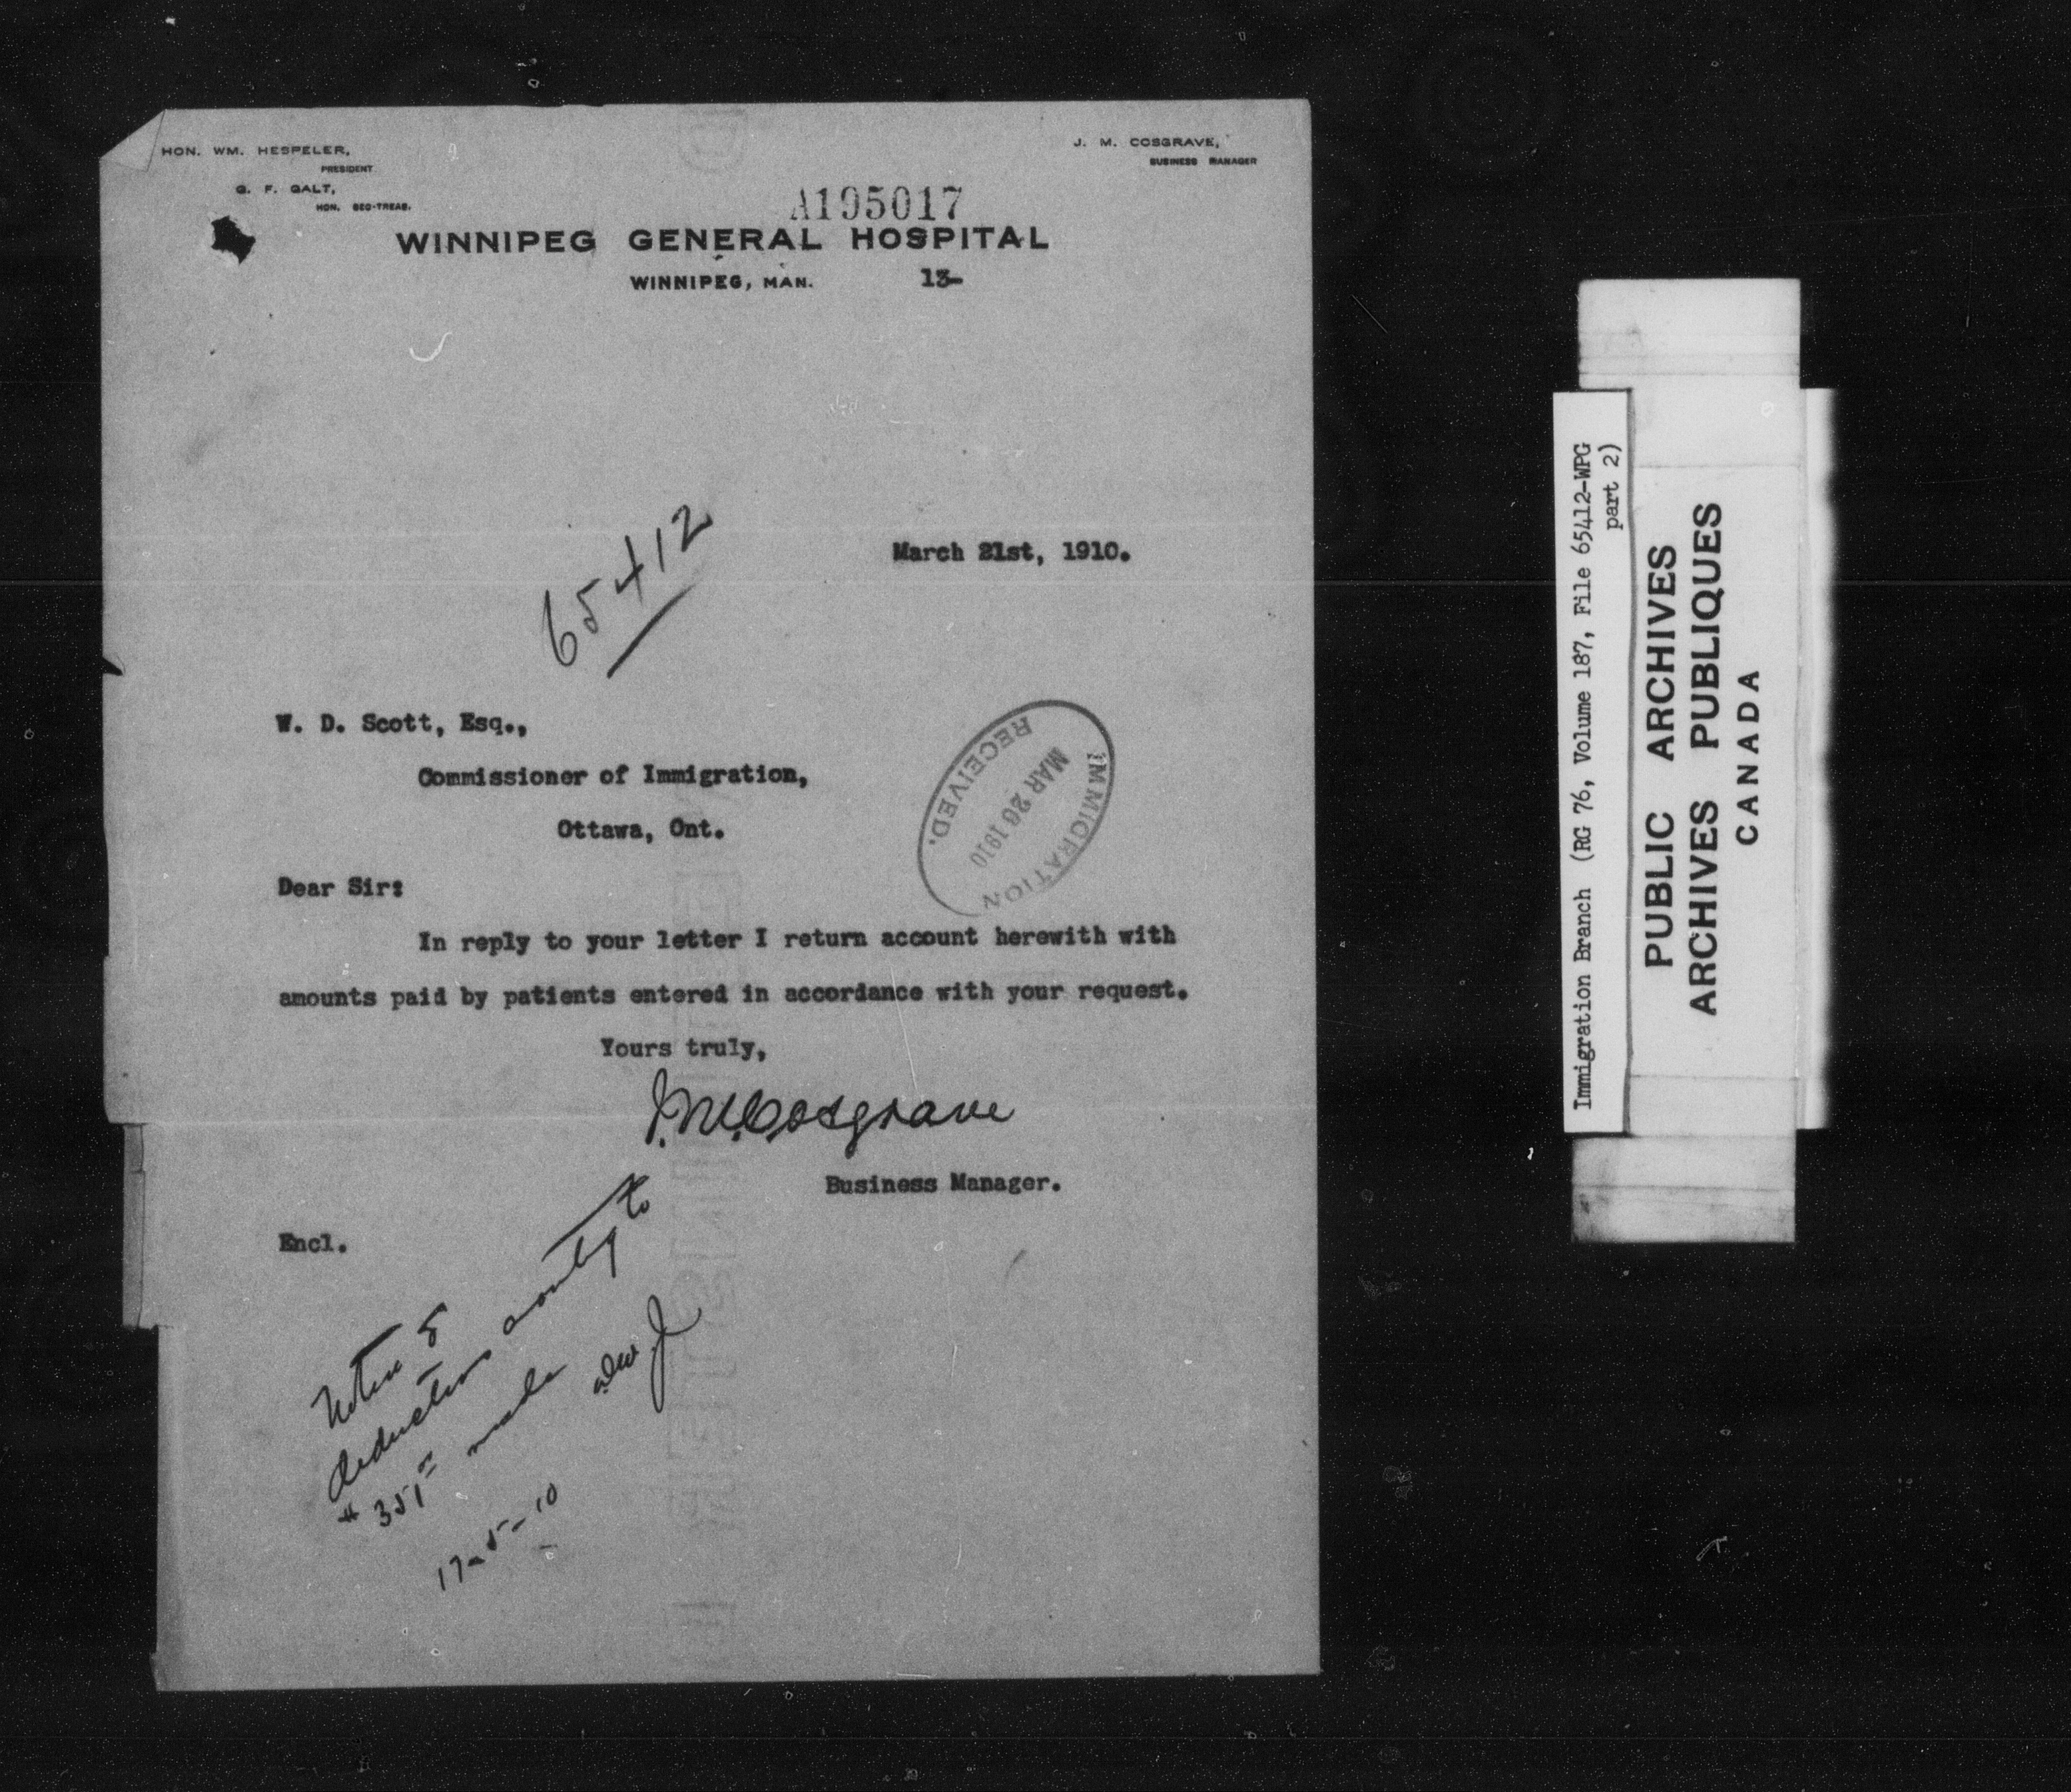 HON. WM. HESPELER,
PRESIDENT
G. F. GALT,
HON. SEC-TREAS.
J. M. COSGRAVE,
BUSINESS MANAGER
A195017
WINNIPEG GENERAL HOSPITAL
WINNIPEG, MAN. 13-
65412
March 21st, 1910.
W. D. Scott, Esq.,
Commissioner of Immigration,
Ottawa, Ont.
IMMIGRATION
MAR 26 1910
RECEIVED.
Dear Sir:
In reply to your letter I return account herewith with
amounts paid by patients entered in accordance with your request.
Yours truly,
J. M. Cosgrave
Business Manager.
Encl.
deduction
made
17-5-10
Immigration Branch (RG 76, Volume 187, File 65412-WPG
part 2)
PUBLIC ARCHIVES
ARCHIVES PUBLIQUES
CANADA